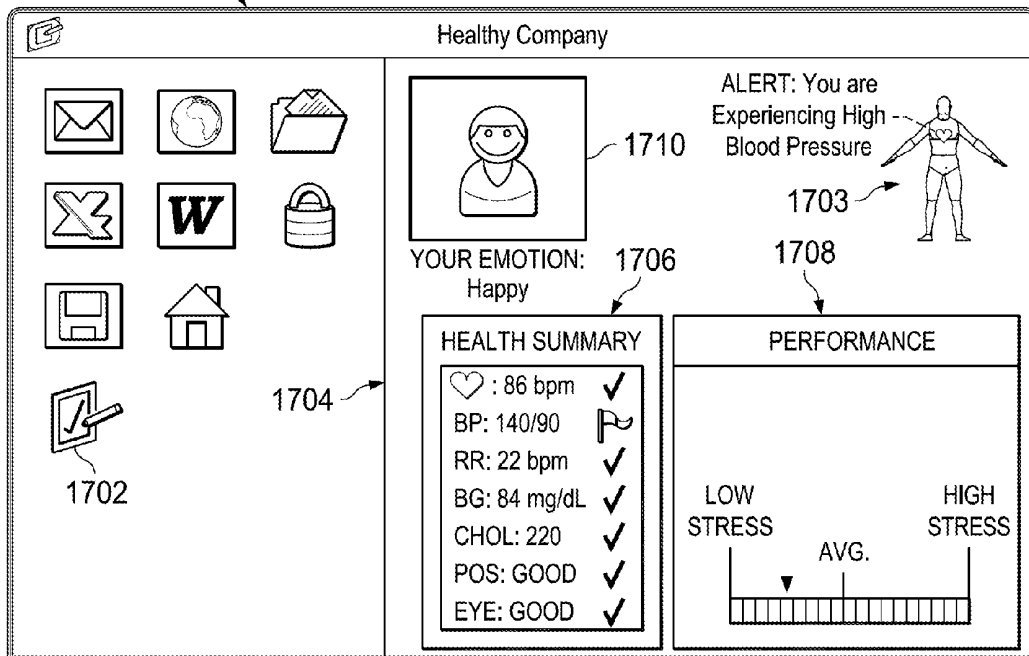 Healthy Company
ALERT: You are
Experiencing High
Blood Pressure
1710
1703
YOUR EMOTION:
Happy
1706
1708
W
1704
1702
HEALTH SUMMARY
: 86 bpm
BP: 140/90
RR: 22 bpm
BG: 84 mg/dL
CHOL: 220
POS: GOOD
EYE: GOOD
PERFORMANCE
LOW
STRESS
AVG.
HIGH
STRESS